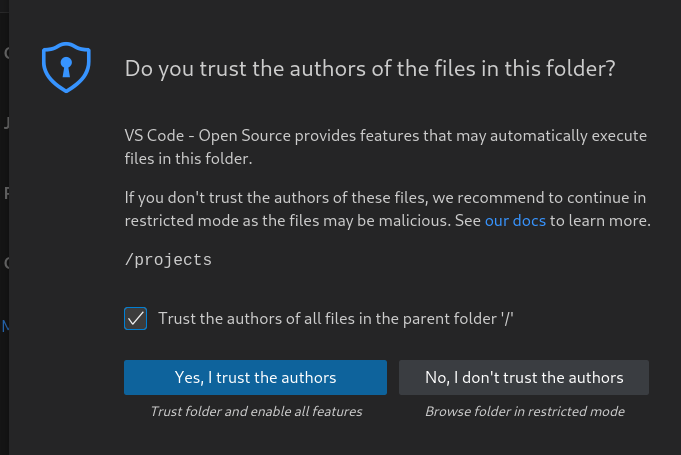 Do you trust the authors of the files in this folder?
VS Code - Open Source provides features that may automatically execute
files in this folder.
If you don't trust the authors of these files, we recommend to continue in
restricted mode as the files may be malicious. See our docs to learn more.
/projects
Trust the authors of all files in the parent folder '/'
Yes, I trust the authors
No, I don't trust the authors
Trust folder and enable all features
Browse folder in restricted mode